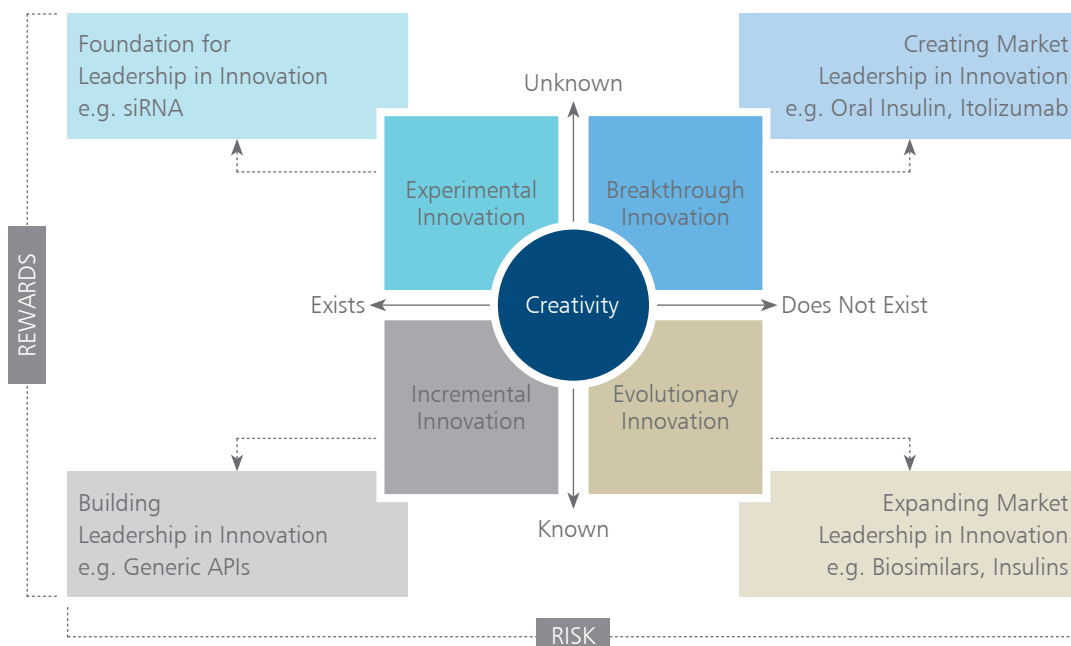 Foundation for
Leadership in Innovation
e.g. siRNA
Creating Market
Leadership in Innovation
e.g. Oral Insulin, Itolizumab
Unknown
Experimental
Innovation
Breakthrough
Innovation
Exists
Creativity
Does Not Exist
REWARDS
Incremental
Innovation
Evolutionary
Innovation
Known
Building
Leadership in Innovation
e.g. Generic APIs
Expanding Market
Leadership in Innovation
e.g. Biosimilars, Insulins
RISK